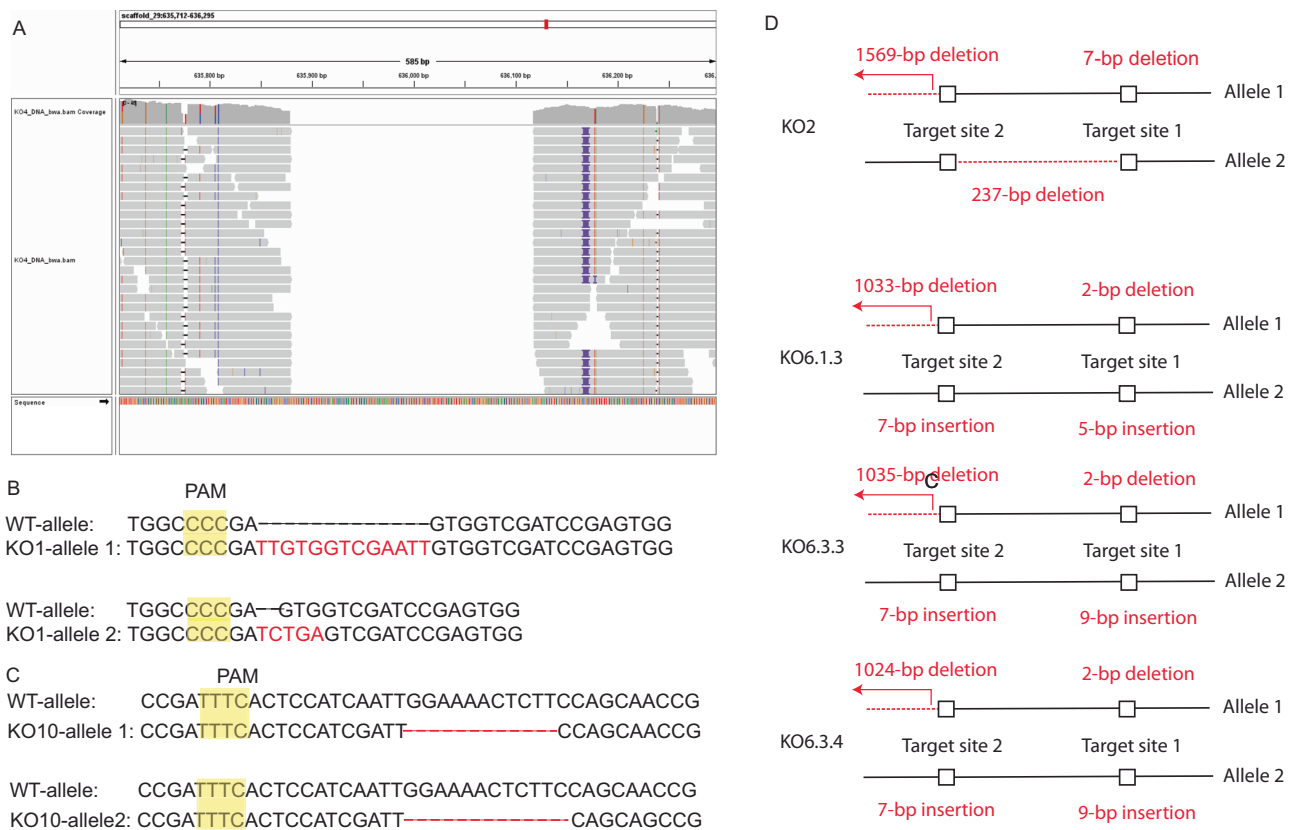 A
scaffold_29:635,712-636,295
585 bp
635,800 bp 635,900 bp 636,000 bp 636,100 bp 636,200 bp 636,
KO4_DNA_bwa.bam Coverage
KO4_DNA_bwa.bam
Sequence
B
PAM
WT-allele: TGGCCCCGA----------------GTGGTCGATCCGAGTGG
KO1-allele 1: TGGCCCCGATTGTGGTCGAATTGTGGTCGATCCGAGTGG
WT-allele: TGGCCCCGA--GTGGTCGATCCGAGTGG
KO1-allele 2: TGGCCCCGATCTGAGTCGATCCGAGTGG
C
PAM
WT-allele: CCGATTTCACTCCATCAATTGGAAAACTCTTCCAGCAACCG
KO10-allele 1: CCGATTTCACTCCATCGATT--------------CCAGCAACCG
WT-allele: CCGATTTCACTCCATCAATTGGAAAACTCTTCCAGCAACCG
KO10-allele2: CCGATTTCACTCCATCGATT---------------CAGCAGCCG
D
1569-bp deletion 7-bp deletion
Allele 1
KO2 Target site 2 Target site 1
Allele 2
237-bp deletion
1033-bp deletion 2-bp deletion
Allele 1
KO6.1.3 Target site 2 Target site 1
Allele 2
7-bp insertion 5-bp insertion
1035-bp deletion 2-bp deletion
C
Allele 1
KO6.3.3 Target site 2 Target site 1
Allele 2
7-bp insertion 9-bp insertion
1024-bp deletion 2-bp deletion
Allele 1
KO6.3.4 Target site 2 Target site 1
Allele 2
7-bp insertion 9-bp insertion